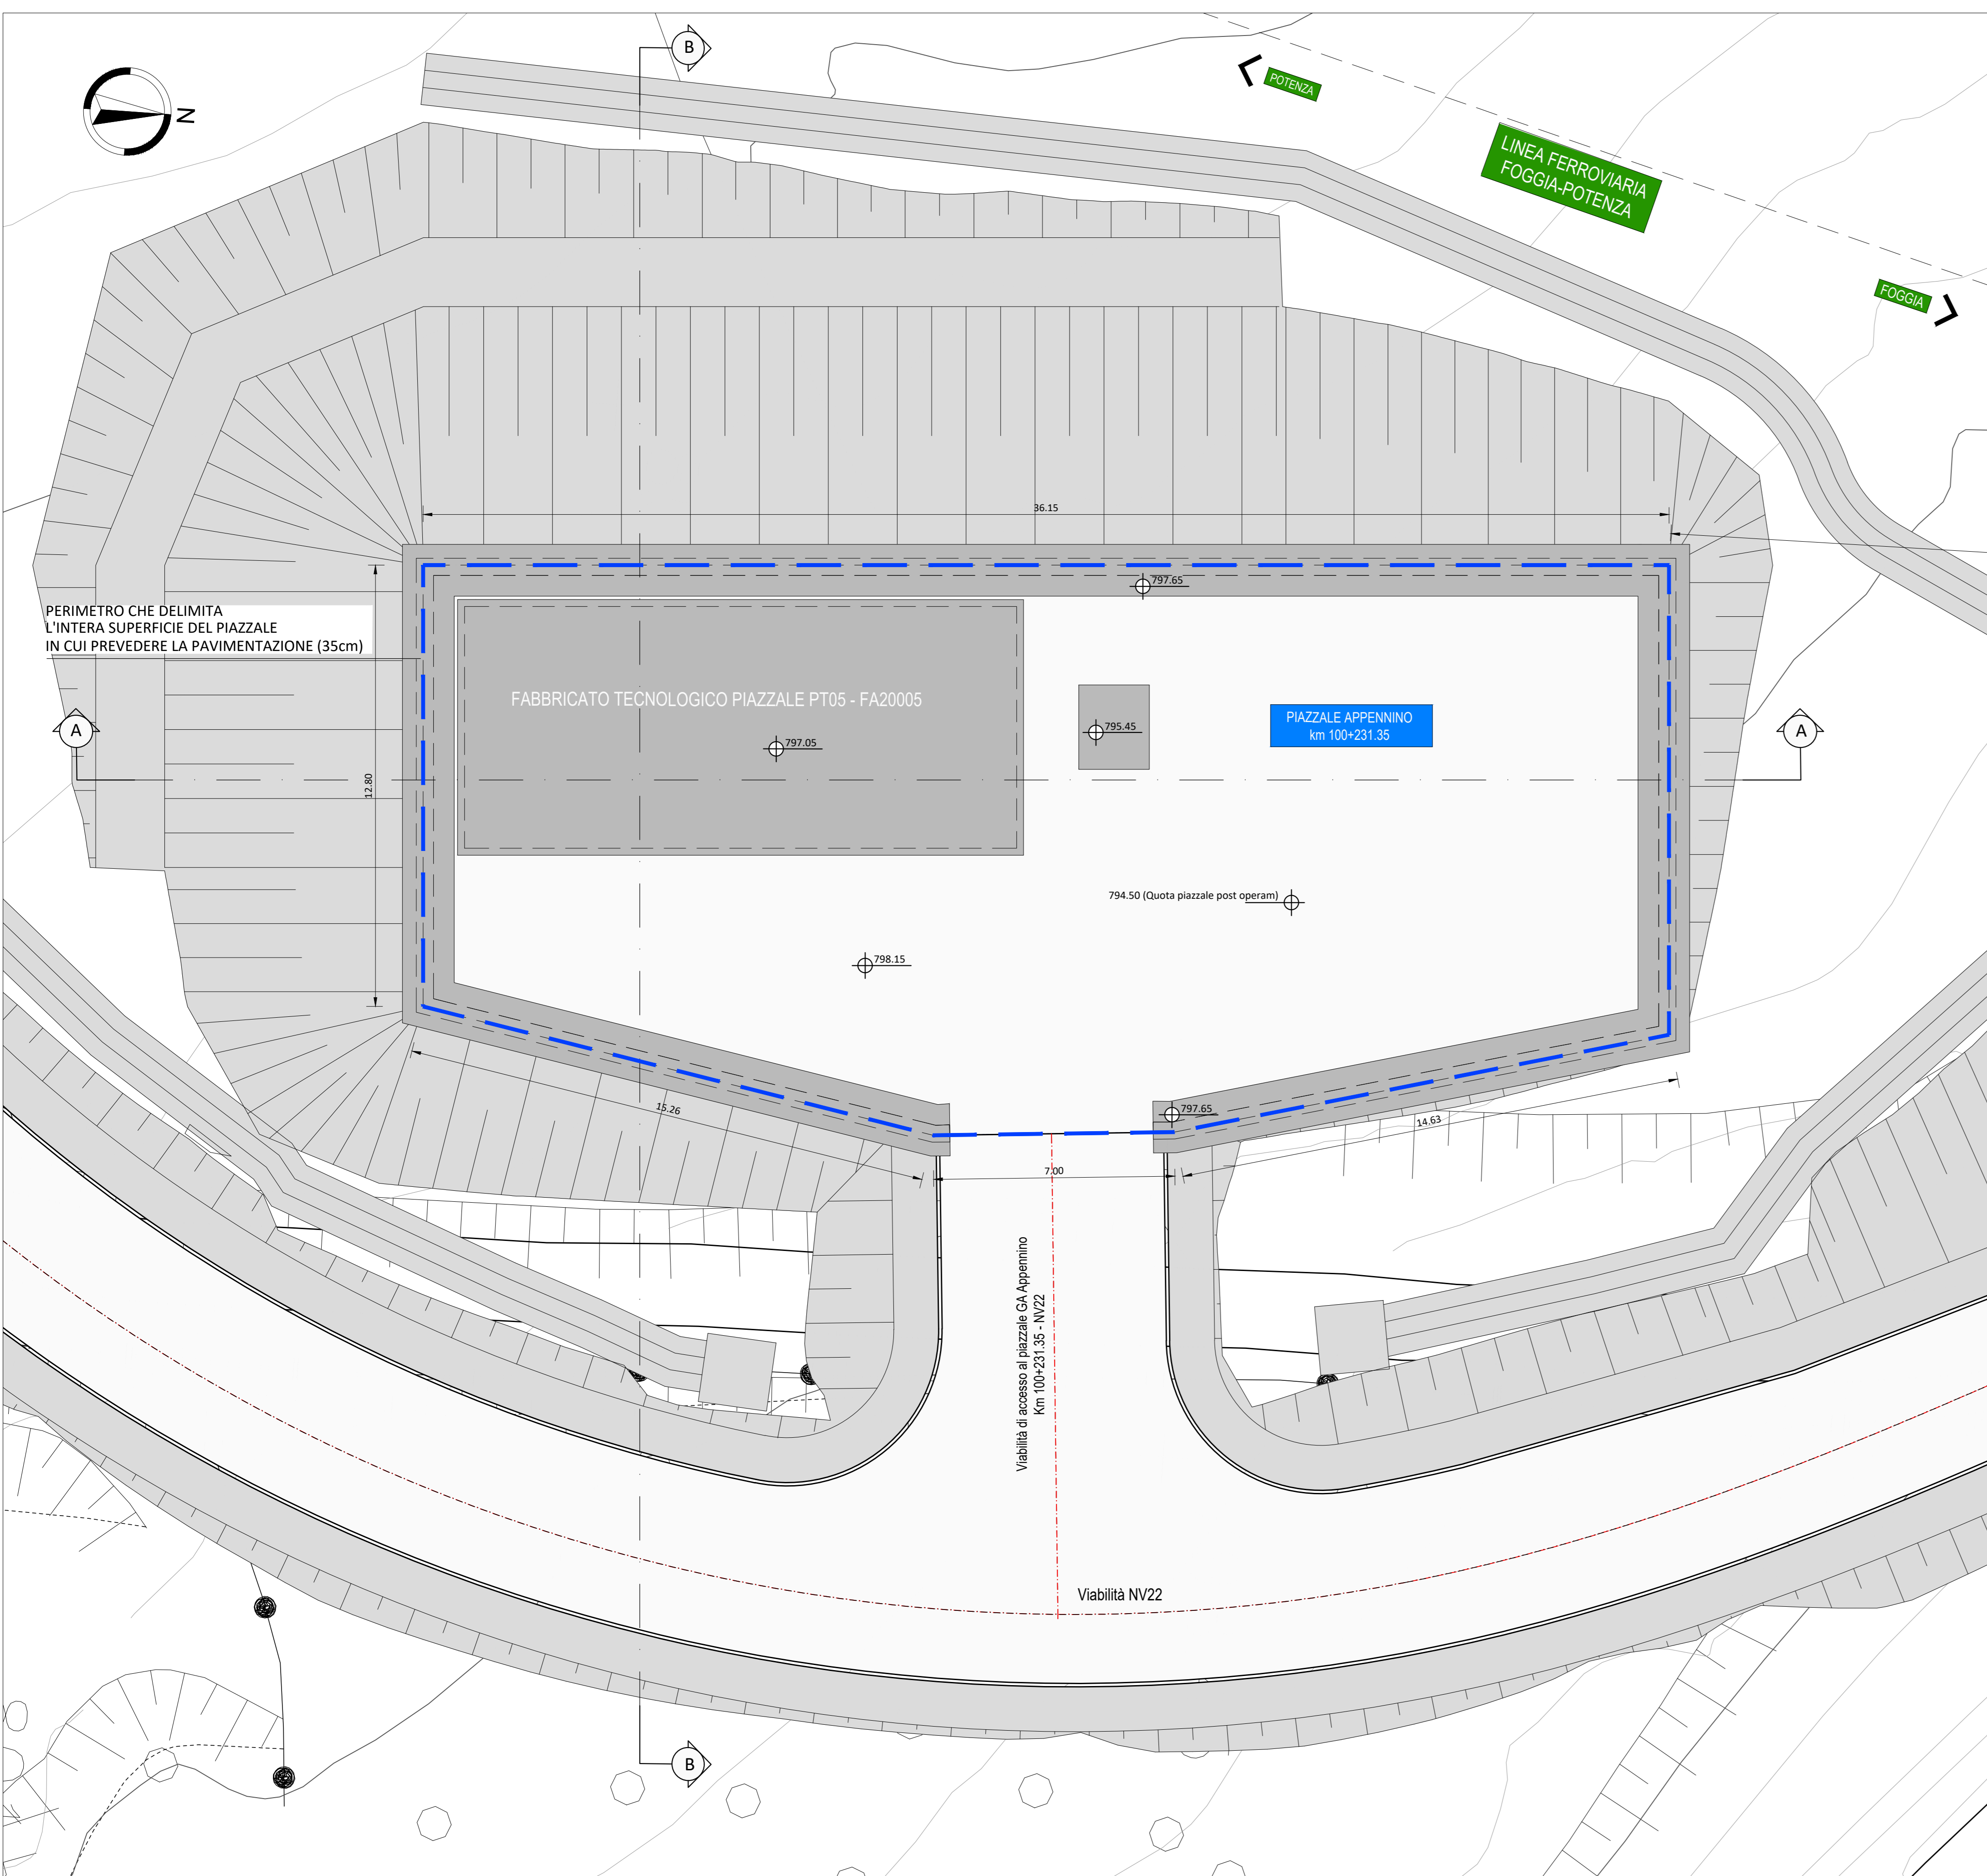 B
N
POTENZA
LINEA FERROVIARIA
FOGGIA-POTENZA
FOGGIA
36.15
797.65
PERIMETRO CHE DELIMITA
L'INTERA SUPERFICIE DEL PIAZZALE
IN CUI PREVEDERE LA PAVIMENTAZIONE (35cm)
FABBRICATO TECNOLOGICO PIAZZALE PT05 - FA20005
PIAZZALE APPENNINO
km 100+231.35
795.45
797.05
A
A
12.80
794.50 (Quota piazzale post operam)
798.15
15.26
797.65
14.63
7.00
Viabilità di accesso al piazzale GA Appennino
Km 100+231.35 - NV22
Viabilità NV22
B